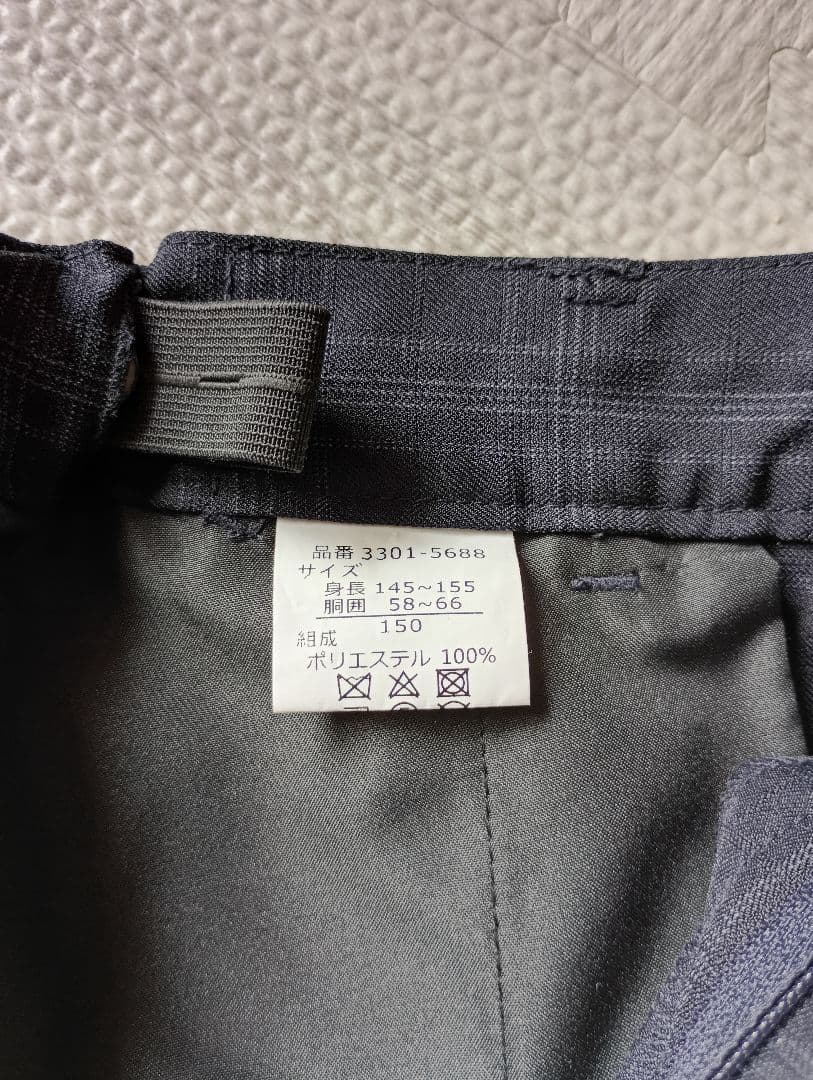 品番 3301-5688
サイズ
身長 145~155
胴囲 58~66
150
組成
ポリエステル 100%